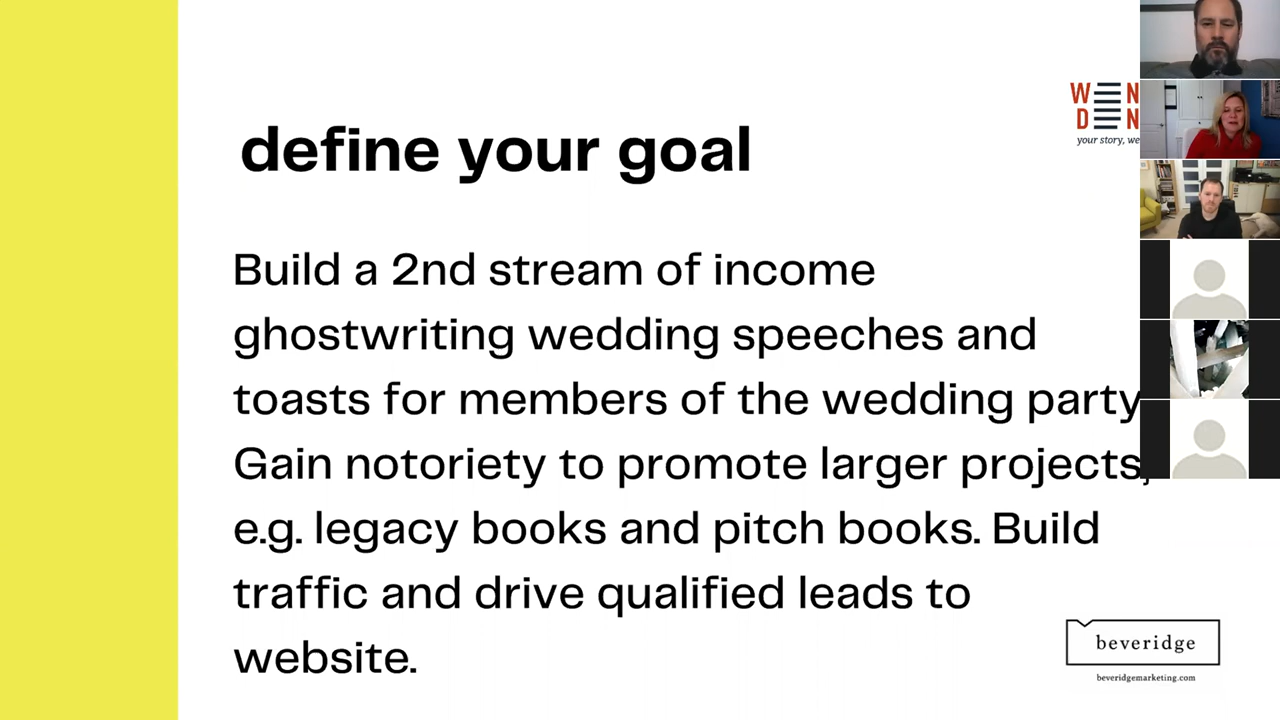 define your goal
W N
D N
your story, we
Build a 2nd stream of income
ghostwriting wedding speeches and
toasts for members of the wedding party
Gain notoriety to promote larger projects,
e.g. legacy books and pitch books. Build
traffic and drive qualified leads to
website.
beveridge
beveridgemarketing.com